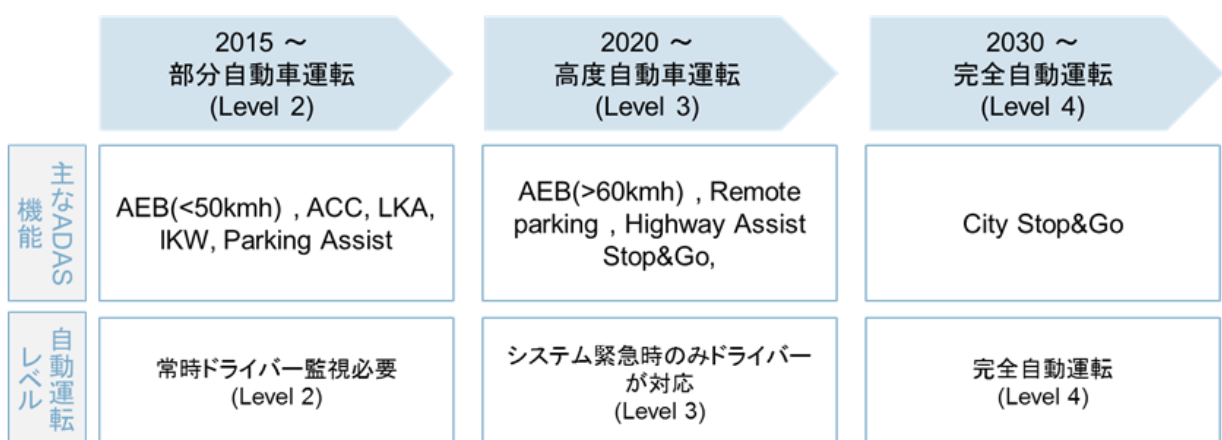 2015 ～
部分自動車運転
(Level 2)
2020 ～
高度自動車運転
(Level 3)
2030 ～
完全自動運転
(Level 4)
主なADAS
機能
AEB(<50kmh) , ACC, LKA,
lKW, Parking Assist
AEB(>60kmh) , Remote
parking , Highway Assist
Stop&Go,
City Stop&Go
自動運転
レベル
常時ドライバー監視必要
(Level 2)
システム緊急時のみドライバー
が対応
(Level 3)
完全自動運転
(Level 4)